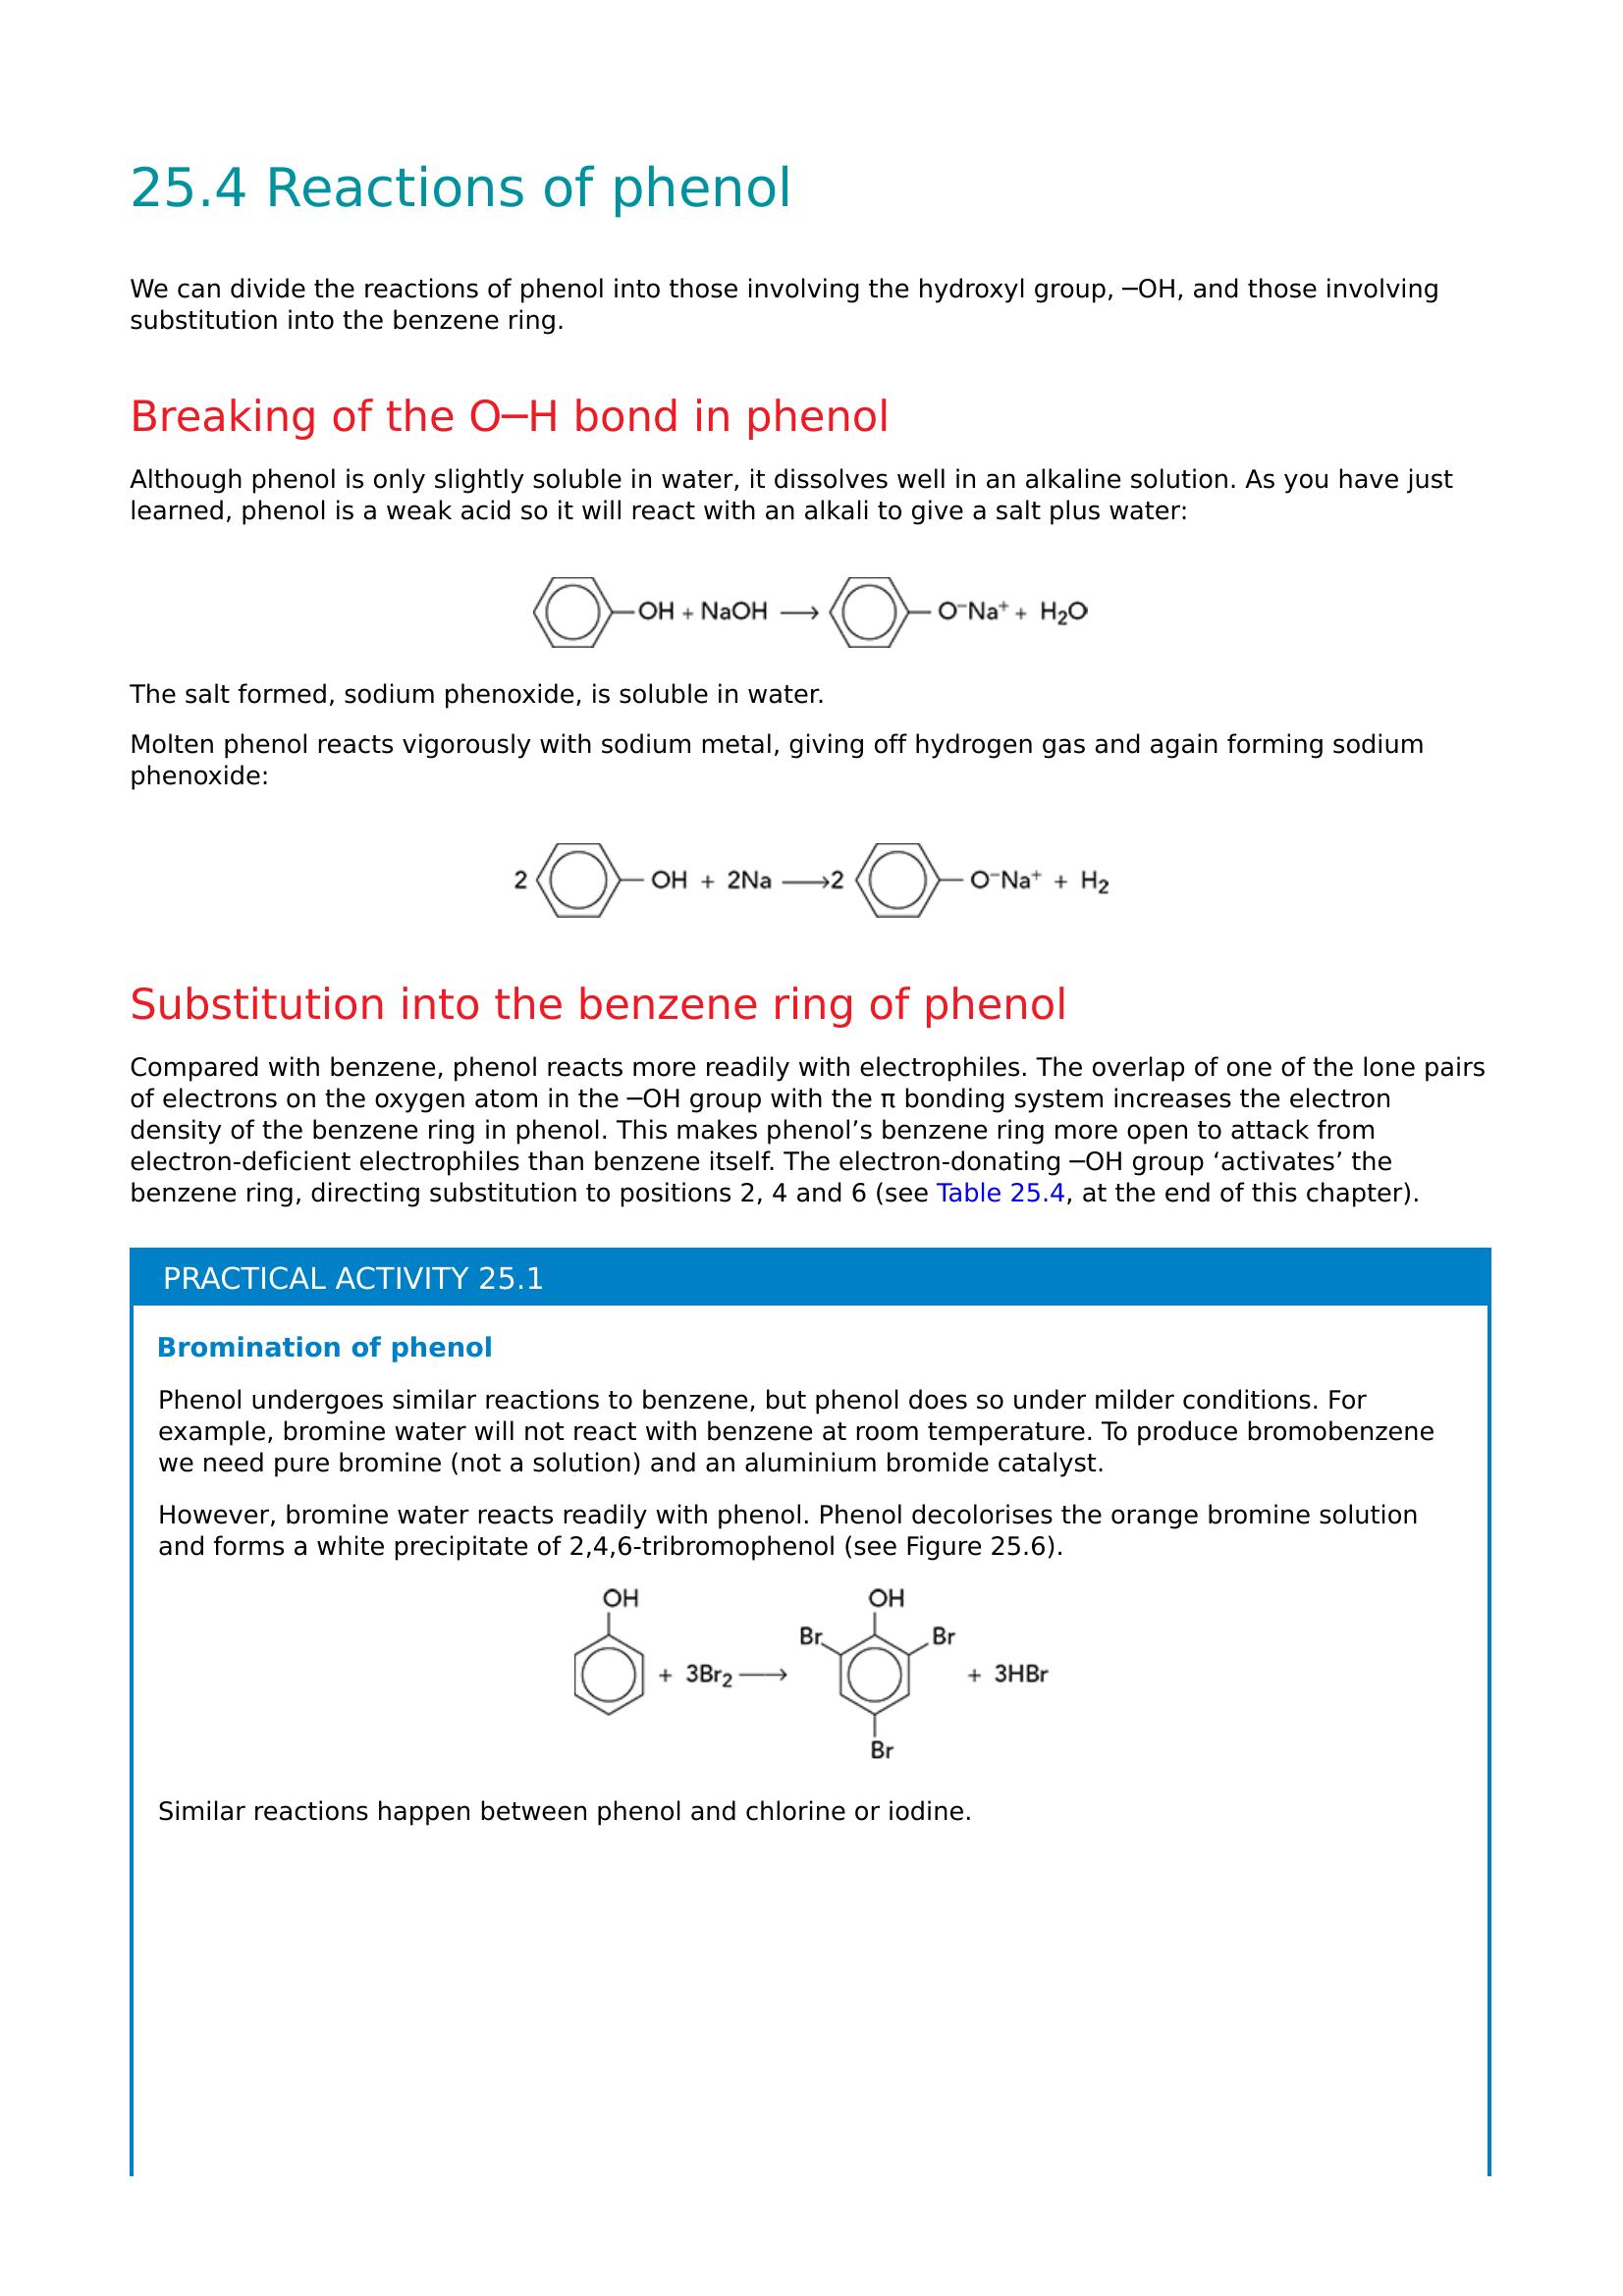 25.4 Reactions of phenol
We can divide the reactions of phenol into those involving the hydroxyl group, ─OH, and those involving
substitution into the benzene ring.
Breaking of the O─H bond in phenol
Although phenol is only slightly soluble in water, it dissolves well in an alkaline solution. As you have just
learned, phenol is a weak acid so it will react with an alkali to give a salt plus water:
OH + NaOH ⟶ O⁻Na⁺ + H₂O
The salt formed, sodium phenoxide, is soluble in water.
Molten phenol reacts vigorously with sodium metal, giving off hydrogen gas and again forming sodium
phenoxide:
2 OH + 2Na ⟶2 O⁻Na⁺ + H₂
Substitution into the benzene ring of phenol
Compared with benzene, phenol reacts more readily with electrophiles. The overlap of one of the lone pairs
of electrons on the oxygen atom in the ─OH group with the π bonding system increases the electron
density of the benzene ring in phenol. This makes phenol’s benzene ring more open to attack from
electron-deficient electrophiles than benzene itself. The electron-donating ─OH group ‘activates’ the
benzene ring, directing substitution to positions 2, 4 and 6 (see Table 25.4, at the end of this chapter).
PRACTICAL ACTIVITY 25.1
Bromination of phenol
Phenol undergoes similar reactions to benzene, but phenol does so under milder conditions. For
example, bromine water will not react with benzene at room temperature. To produce bromobenzene
we need pure bromine (not a solution) and an aluminium bromide catalyst.
However, bromine water reacts readily with phenol. Phenol decolorises the orange bromine solution
and forms a white precipitate of 2,4,6-tribromophenol (see Figure 25.6).
OH OH
Br Br
+ 3Br₂ ⟶ + 3HBr
Br
Similar reactions happen between phenol and chlorine or iodine.